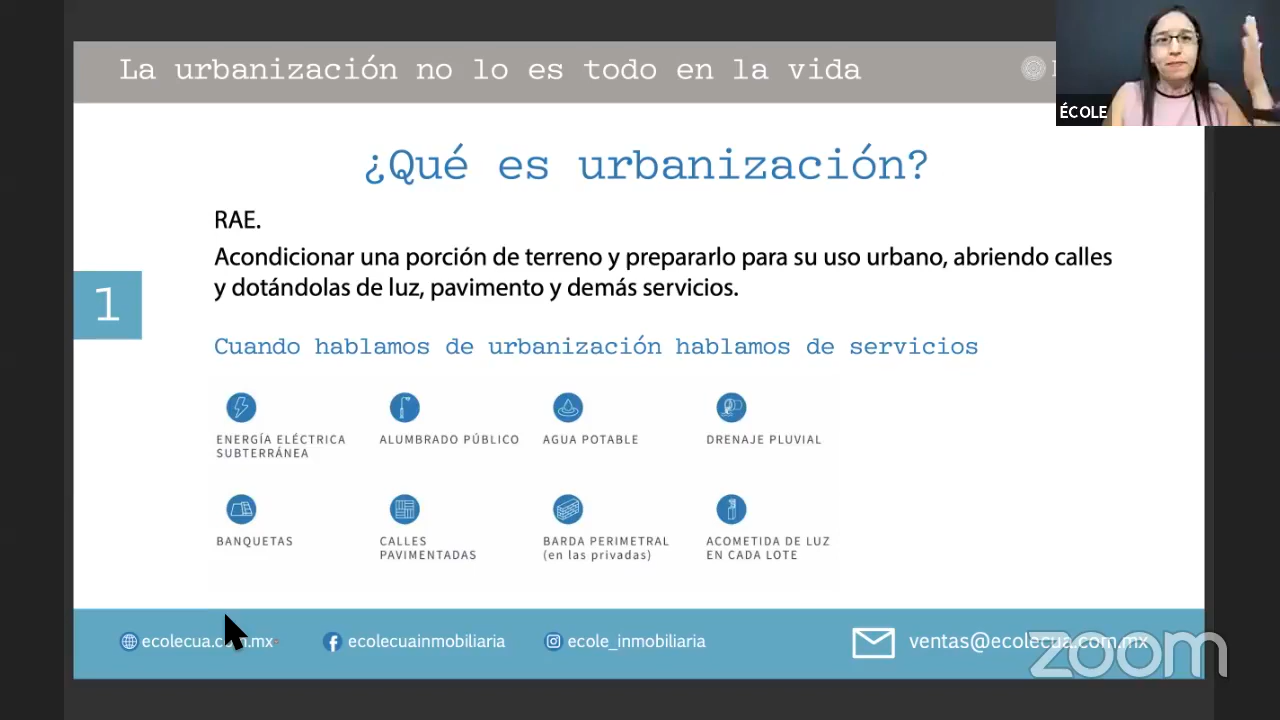 La urbanización no lo es todo en la vida
ÉCOLE
¿Qué es urbanización?
RAE.
Acondicionar una porción de terreno y prepararlo para su uso urbano, abriendo calles
y dotándolas de luz, pavimento y demás servicios.
1
Cuando hablamos de urbanización hablamos de servicios
ENERGÍA ELÉCTRICA
SUBTERRÁNEA
ALUMBRADO PÚBLICO
AGUA POTABLE
DRENAJE PLUVIAL
BANQUETAS
CALLES
PAVIMENTADAS
BARDA PERIMETRAL
(en las privadas)
ACOMETIDA DE LUZ
EN CADA LOTE
ecolecua.com.mx
ecolecuainmobiliaria
ecole_inmobiliaria
ventas@ecolecua.com.mx
zoom